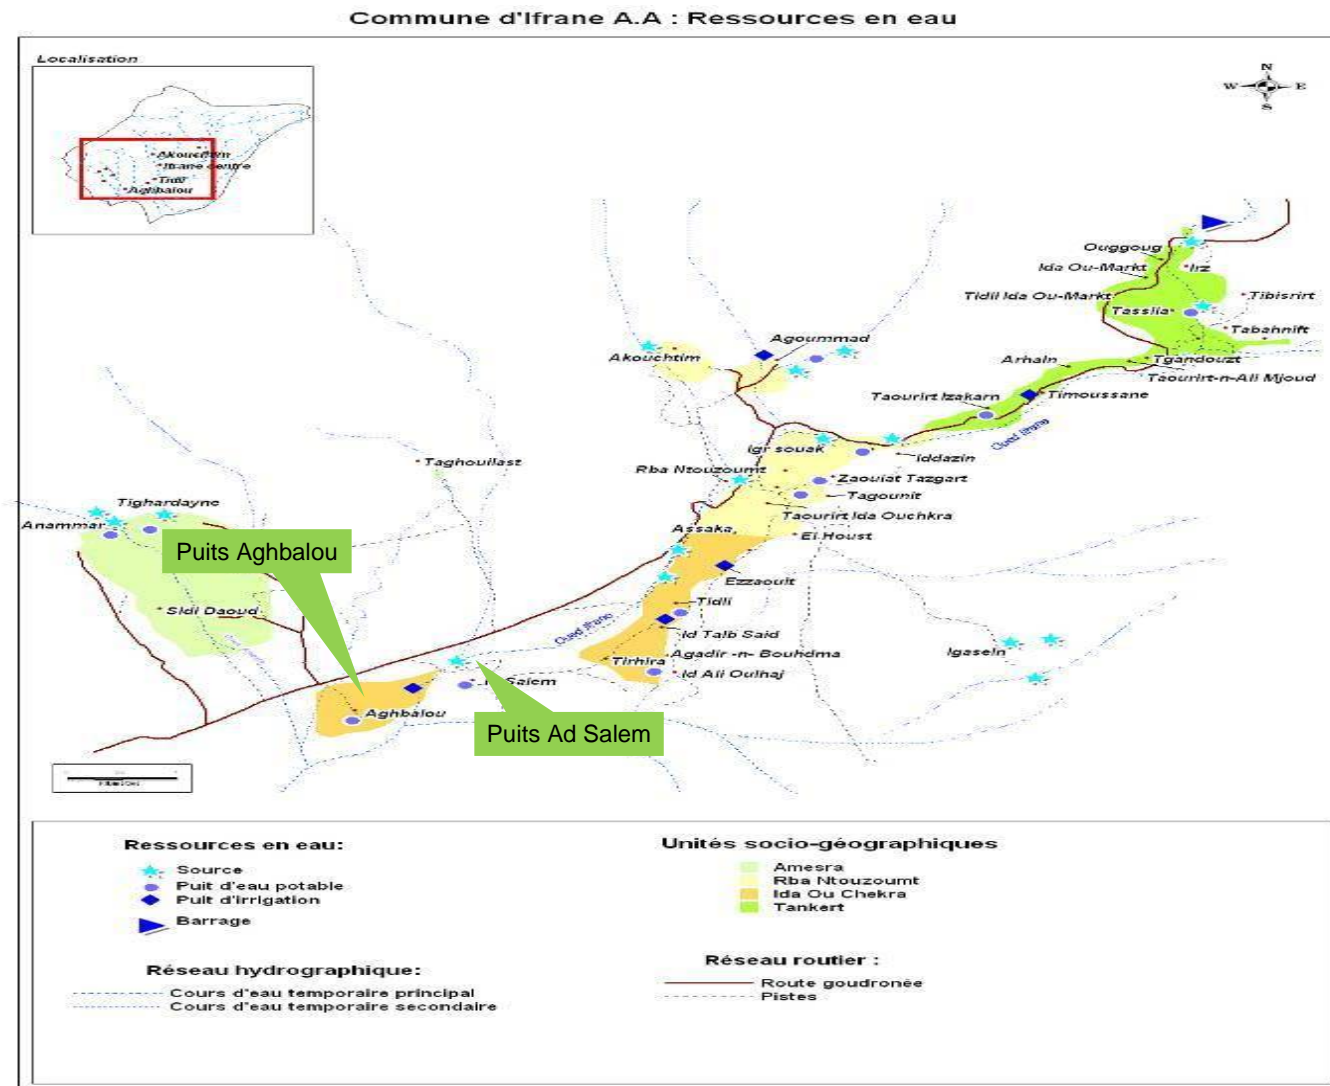 Commune d'Ifrane A.A : Ressources en eau
Localisation
N
W E
S
Akouchtim
Ifrane centre
Tidli
Aghbalou
Ouggoug
Ida Ou-Markt
Irz
Tidli Ida Ou-Markt
Tibisrirt
Tasslia
Tabahnift
Agoummad
Akouchtim
Arhaln
Tgandouzt
Taourirt-n-Ali Mjoud
Taourirt Izakarn
Timoussane
Oued Ifrane
Igr souak
Iddazin
Taghouilast
Rba Ntouzoumt
Zaouiat Tazgart
Tagounit
Tighardayne
Anammar
Taourirt Ida Ouchkra
Assaka
El Houst
Puits Aghbalou
Ezzaouit
Sidi Daoud
Tidli
Oued Ifrane
Id Talb Said
Agadir -n- Bouhdma
Igaseln
Tirhira
Id Ali Oulhaj
Salem
Aghbalou
Puits Ad Salem
Ressources en eau:
Source
Puit d'eau potable
Puit d'irrigation
Barrage
Unités socio-géographiques
Amesra
Rba Ntouzoumt
Ida Ou Chekra
Tankert
Réseau hydrographique:
Cours d'eau temporaire principal
Cours d'eau temporaire secondaire
Réseau routier :
Route goudronée
Pistes